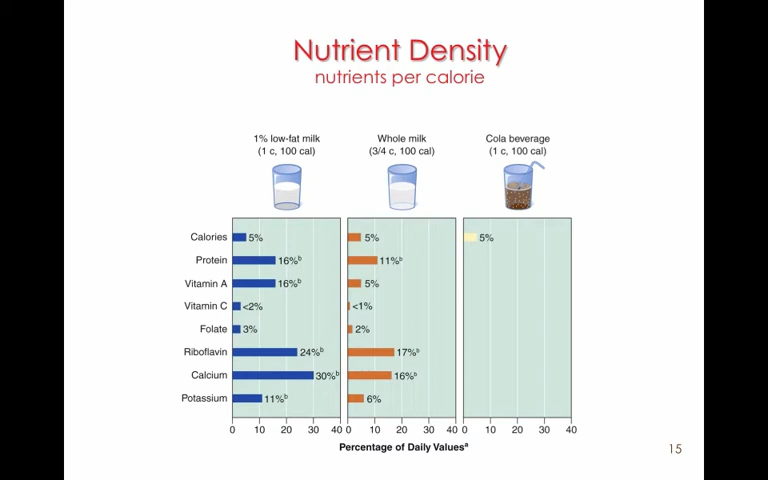 Nutrient Density
nutrients per calorie
1% low-fat milk
(1 c, 100 cal)
Whole milk
(3/4 c, 100 cal)
Cola beverage
(1 c, 100 cal)
Calories 5% 5% 5%
Protein 16%ᵇ 11%ᵇ
Vitamin A 16%ᵇ 5%
Vitamin C <2% <1%
Folate 3% 2%
Riboflavin 24%ᵇ 17%ᵇ
Calcium 30%ᵇ 16%ᵇ
Potassium 11%ᵇ 6%
0 10 20 30 40 0 10 20 30 40 0 10 20 30 40
Percentage of Daily Valuesᵃ
15